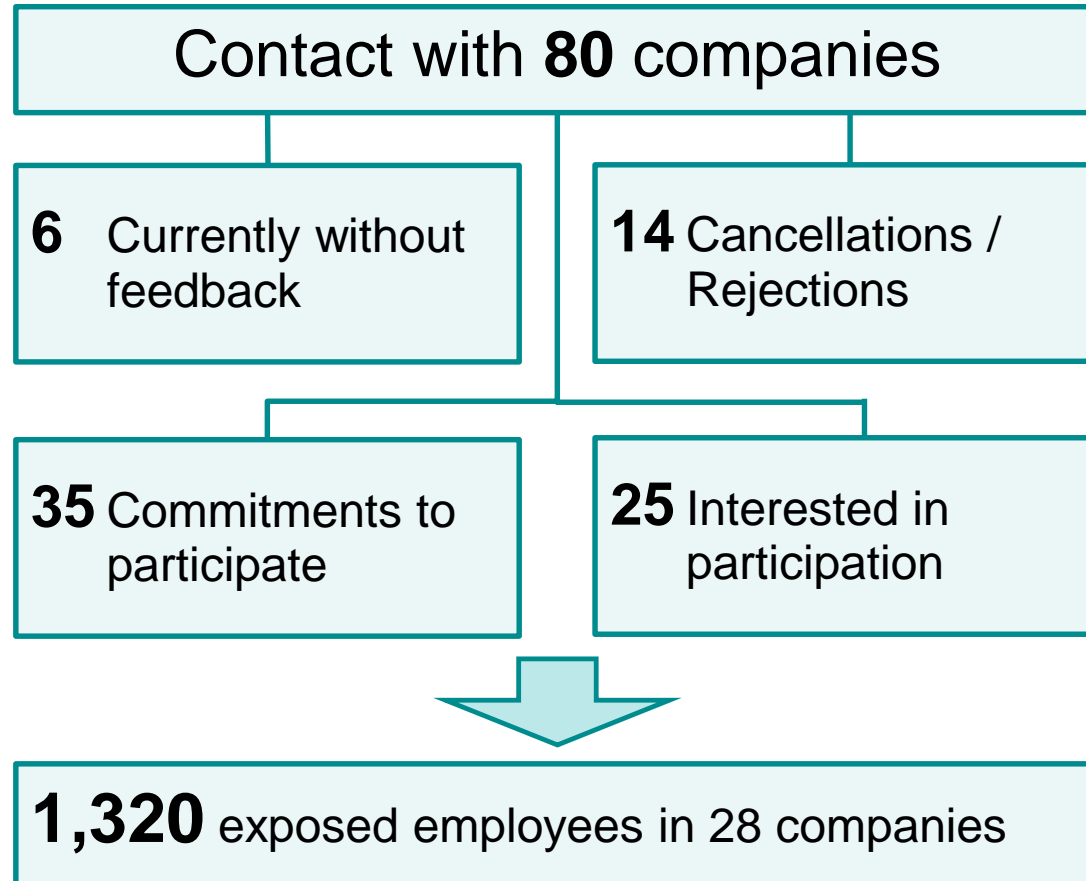 Contact with 80 companies
6 Currently without
feedback
14 Cancellations /
Rejections
35 Commitments to
participate
25 Interested in
participation
1,320 exposed employees in 28 companies